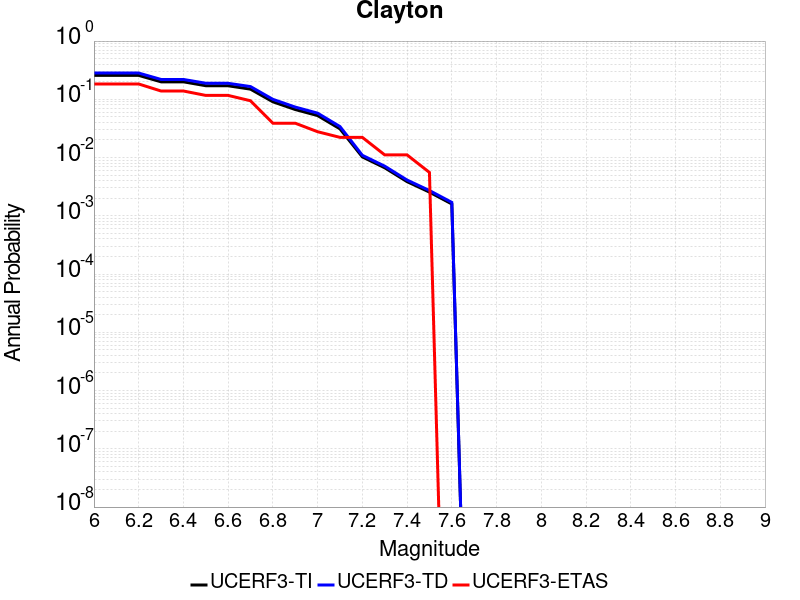 Clayton
10^0
10^-1
10^-2
10^-3
10^-4
10^-5
10^-6
10^-7
10^-8
Annual Probability
6 6.2 6.4 6.6 6.8 7 7.2 7.4 7.6 7.8 8 8.2 8.4 8.6 8.8 9
Magnitude
UCERF3-TI UCERF3-TD UCERF3-ETAS